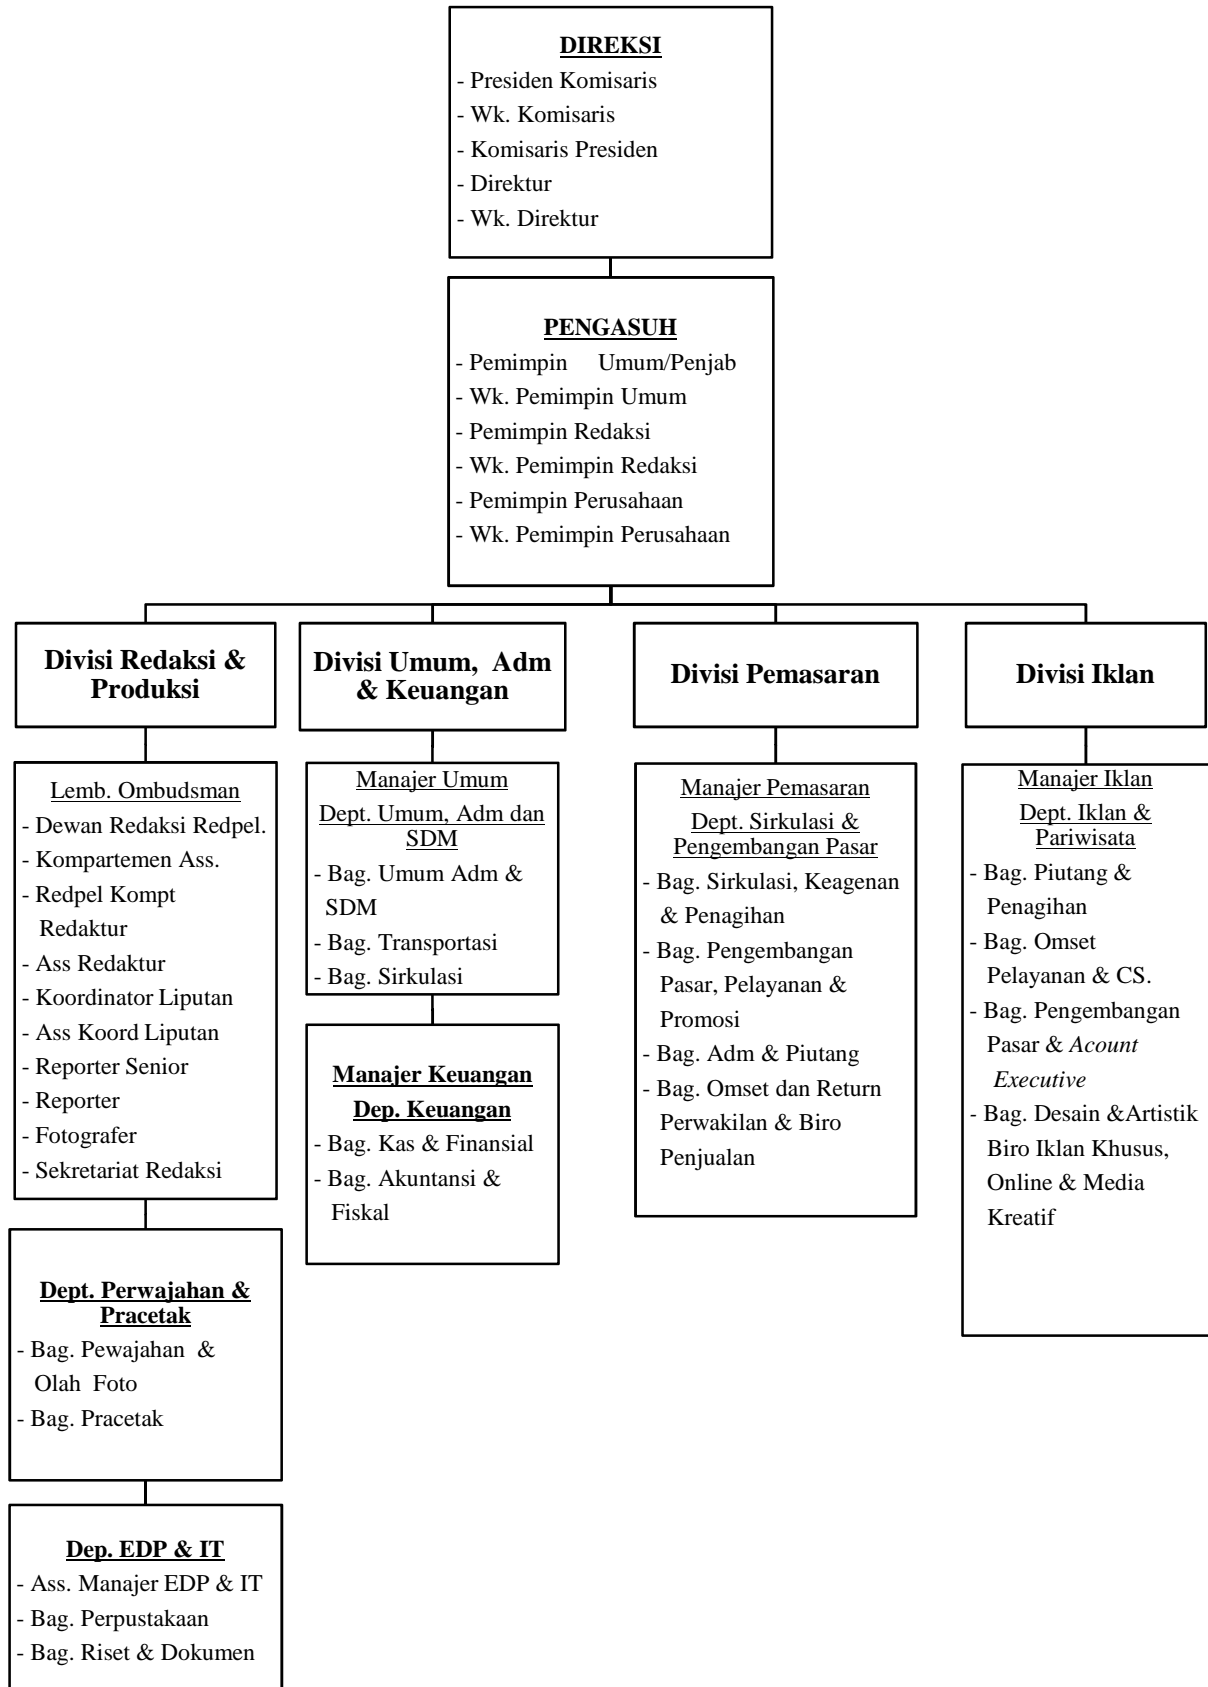 DIREKSI
- Presiden Komisaris
- Wk. Komisaris
- Komisaris Presiden
- Direktur
- Wk. Direktur
PENGASUH
- Pemimpin Umum/Penjab
- Wk. Pemimpin Umum
- Pemimpin Redaksi
- Wk. Pemimpin Redaksi
- Pemimpin Perusahaan
- Wk. Pemimpin Perusahaan
Divisi Redaksi &
Produksi
Lemb. Ombudsman
- Dewan Redaksi Redpel.
- Kompartemen Ass.
- Redpel Kompt
Redaktur
- Ass Redaktur
- Koordinator Liputan
- Ass Koord Liputan
- Reporter Senior
- Reporter
- Fotografer
- Sekretariat Redaksi
Dept. Perwajahan &
Pracetak
- Bag. Pewajahan &
Olah Foto
- Bag. Pracetak
Dep. EDP & IT
- Ass. Manajer EDP & IT
- Bag. Perpustakaan
- Bag. Riset & Dokumen
Divisi Umum, Adm
& Keuangan
Manajer Umum
Dept. Umum, Adm dan
SDM
- Bag. Umum Adm &
SDM
- Bag. Transportasi
- Bag. Sirkulasi
Manajer Keuangan
Dep. Keuangan
- Bag. Kas & Finansial
- Bag. Akuntansi &
Fiskal
Divisi Pemasaran
Manajer Pemasaran
Dept. Sirkulasi &
Pengembangan Pasar
- Bag. Sirkulasi, Keagenan
& Penagihan
- Bag. Pengembangan
Pasar, Pelayanan &
Promosi
- Bag. Adm & Piutang
- Bag. Omset dan Return
Perwakilan & Biro
Penjualan
Divisi Iklan
Manajer Iklan
Dept. Iklan &
Pariwisata
- Bag. Piutang &
Penagihan
- Bag. Omset
Pelayanan & CS.
- Bag. Pengembangan
Pasar & Acount
Executive
- Bag. Desain &Artistik
Biro Iklan Khusus,
Online & Media
Kreatif